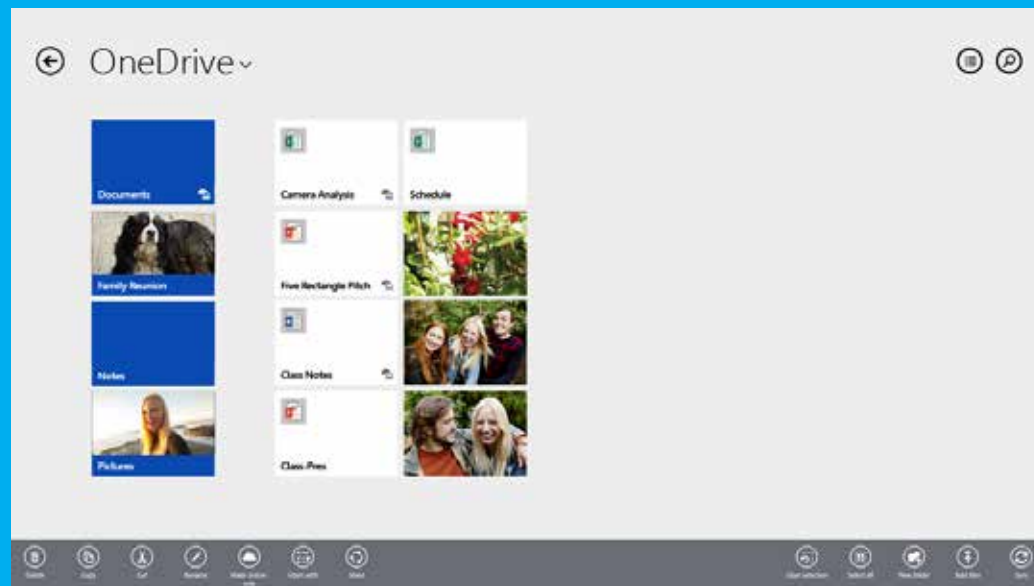 OneDrive
Documents
Camera Analysis
Schedule
Family Reunion
Five Rectangle Pitch
Notes
Class Notes
Pictures
Class-Pres
Delete
Copy
Cut
Rename
Open with
Clear selection
Select all
New folder
Add files